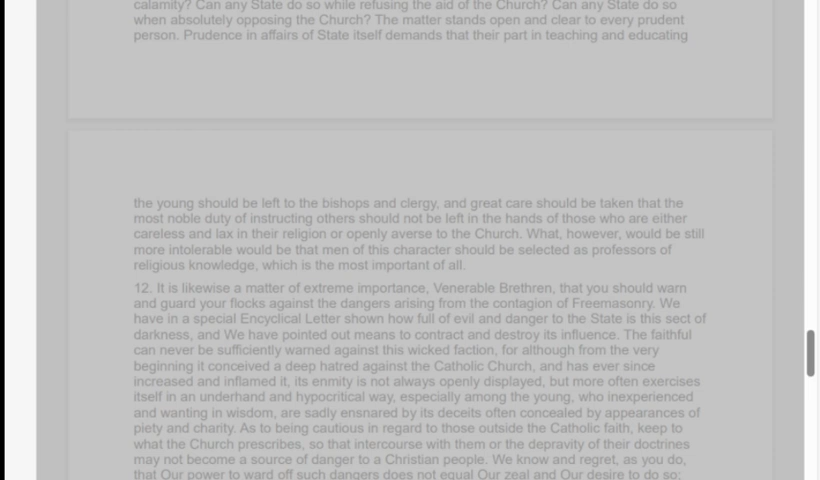 calamity? Can any State do so while refusing the aid of the Church? Can any State do so
when absolutely opposing the Church? The matter stands open and clear to every prudent
person. Prudence in affairs of State itself demands that their part in teaching and educating
the young should be left to the bishops and clergy, and great care should be taken that the
most noble duty of instructing others should not be left in the hands of those who are either
careless and lax in their religion or openly averse to the Church. What, however, would be still
more intolerable would be that men of this character should be selected as professors of
religious knowledge, which is the most important of all.
12. It is likewise a matter of extreme importance, Venerable Brethren, that you should warn
and guard your flocks against the dangers arising from the contagion of Freemasonry. We
have in a special Encyclical Letter shown how full of evil and danger to the State is this sect of
darkness, and We have pointed out means to contract and destroy its influence. The faithful
can never be sufficiently warned against this wicked faction, for although from the very
beginning it conceived a deep hatred against the Catholic Church, and has ever since
increased and inflamed it, its enmity is not always openly displayed, but more often exercises
itself in an underhand and hypocritical way, especially among the young, who inexperienced
and wanting in wisdom, are sadly ensnared by its deceits often concealed by appearances of
piety and charity. As to being cautious in regard to those outside the Catholic faith, keep to
what the Church prescribes, so that intercourse with them or the depravity of their doctrines
may not become a source of danger to a Christian people. We know and regret, as you do,
that Our power to ward off such dangers does not equal Our zeal and Our desire to do so;